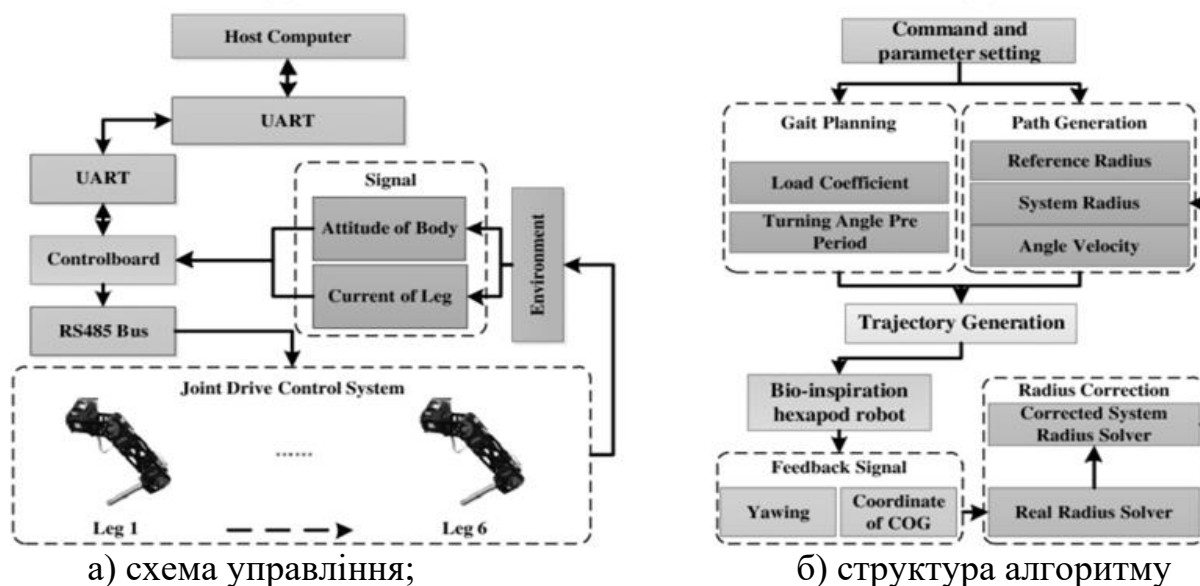 Host Computer
UART
UART
Controlboard
RS485 Bus
Signal
Attitude of Body
Current of Leg
Environment
Joint Drive Control System
......
Leg 1
Leg 6
а) схема управління;
Command and
parameter setting
Gait Planning
Load Coefficient
Turning Angle Pre
Period
Path Generation
Reference Radius
System Radius
Angle Velocity
Trajectory Generation
Bio-inspiration
hexapod robot
Feedback Signal
Yawing
Coordinate
of COG
Radius Correction
Corrected System
Radius Solver
Real Radius Solver
б) структура алгоритму